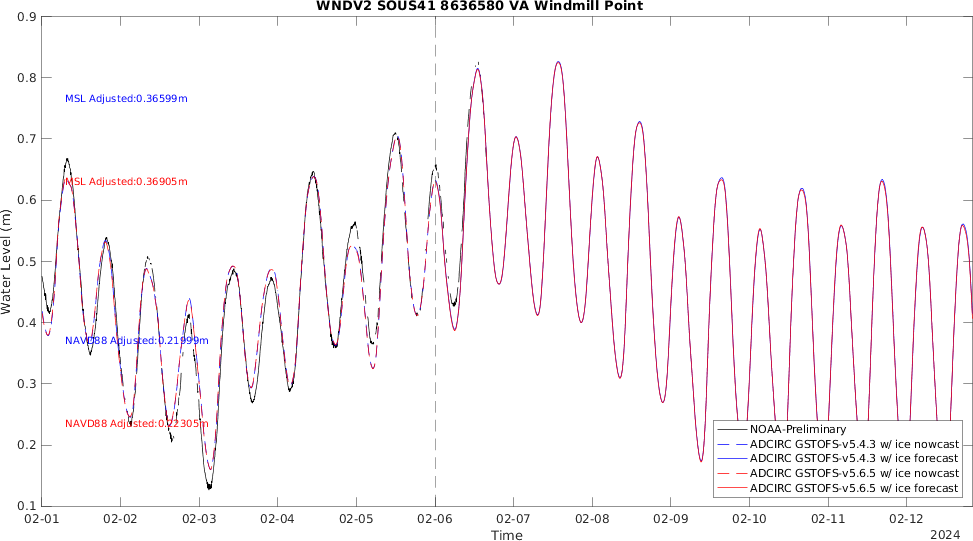 WNDV2 SOUS41 8636580 VA Windmill Point
0.9
0.8
0.7
0.6
0.5
0.4
0.3
0.2
0.1
Water Level (m)
MSL Adjusted:0.36599m
MSL Adjusted:0.36905m
NAVD88 Adjusted:0.21999m
NAVD88 Adjusted:0.22305m
NOAA-Preliminary
ADCIRC GSTOFS-v5.4.3 w/ ice nowcast
ADCIRC GSTOFS-v5.4.3 w/ ice forecast
ADCIRC GSTOFS-v5.6.5 w/ ice nowcast
ADCIRC GSTOFS-v5.6.5 w/ ice forecast
02-01 02-02 02-03 02-04 02-05 02-06 02-07 02-08 02-09 02-10 02-11 02-12
Time
2024